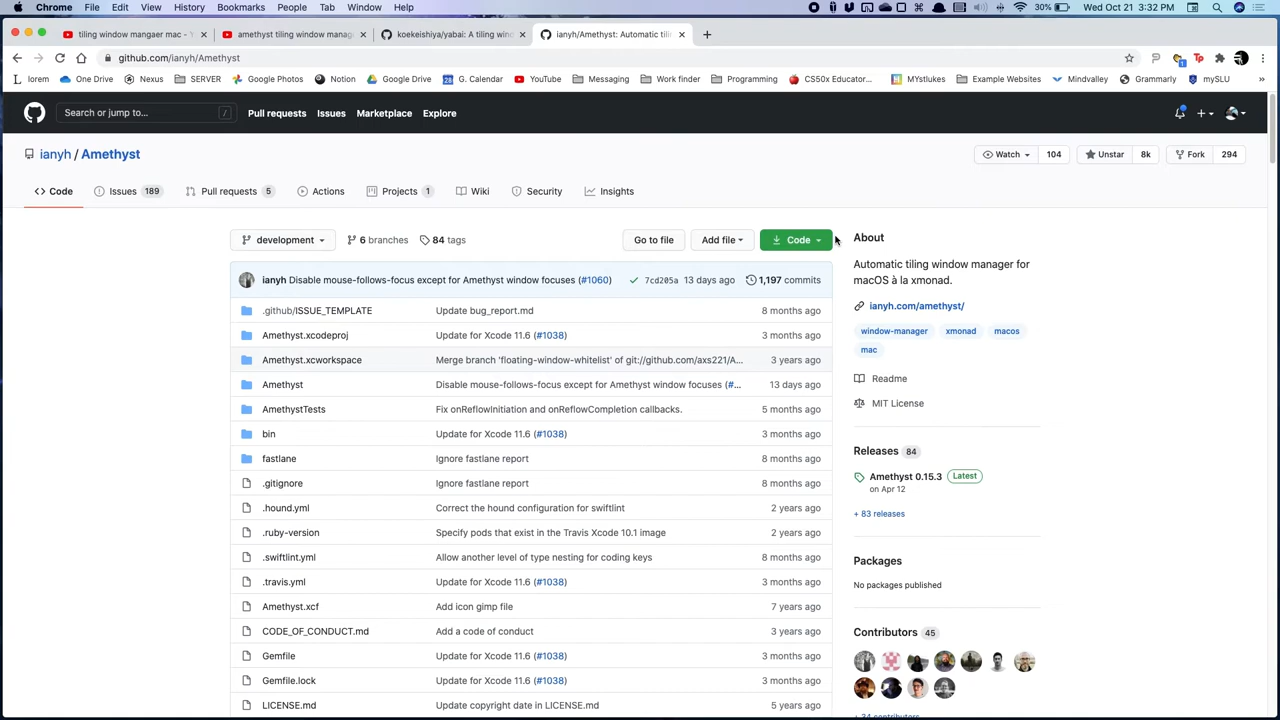 Chrome File Edit View History Bookmarks People Tab Window Help 30% Wed Oct 21 3:32 PM
tiling window mangaer mac - Y
amethyst tiling window manage
koekeishiya/yabai: A tiling wind
ianyh/Amethyst: Automatic tili
github.com/ianyh/Amethyst
lorem One Drive Nexus SERVER Google Photos Notion Google Drive G. Calendar YouTube Messaging Work finder Programming CS50x Educator... MYstlukes Example Websites Mindvalley Grammarly mySLU
Search or jump to... / Pull requests Issues Marketplace Explore
ianyh / Amethyst Watch 104 Unstar 8k Fork 294
Code Issues 189 Pull requests 5 Actions Projects 1 Wiki Security Insights
development 6 branches 84 tags Go to file Add file Code
ianyh Disable mouse-follows-focus except for Amethyst window focuses (#1060) 7cd205a 13 days ago 1,197 commits
.github/ISSUE_TEMPLATE Update bug_report.md 8 months ago
Amethyst.xcodeproj Update for Xcode 11.6 (#1038) 3 months ago
Amethyst.xcworkspace Merge branch 'floating-window-whitelist' of git://github.com/axs221/A... 3 years ago
Amethyst Disable mouse-follows-focus except for Amethyst window focuses (#... 13 days ago
AmethystTests Fix onReflowInitiation and onReflowCompletion callbacks. 5 months ago
bin Update for Xcode 11.6 (#1038) 3 months ago
fastlane Ignore fastlane report 8 months ago
.gitignore Ignore fastlane report 8 months ago
.hound.yml Correct the hound configuration for swiftlint 2 years ago
.ruby-version Specify pods that exist in the Travis Xcode 10.1 image 2 years ago
.swiftlint.yml Allow another level of type nesting for coding keys 8 months ago
.travis.yml Update for Xcode 11.6 (#1038) 3 months ago
Amethyst.xcf Add icon gimp file 7 years ago
CODE_OF_CONDUCT.md Add a code of conduct 3 years ago
Gemfile Update for Xcode 11.6 (#1038) 3 months ago
Gemfile.lock Update for Xcode 11.6 (#1038) 3 months ago
LICENSE.md Update copyright date in LICENSE.md 5 years ago
About
Automatic tiling window manager for
macOS à la xmonad.
ianyh.com/amethyst/
window-manager xmonad macos
mac
Readme
MIT License
Releases 84
Amethyst 0.15.3 Latest
on Apr 12
+ 83 releases
Packages
No packages published
Contributors 45
+ 34 contributors